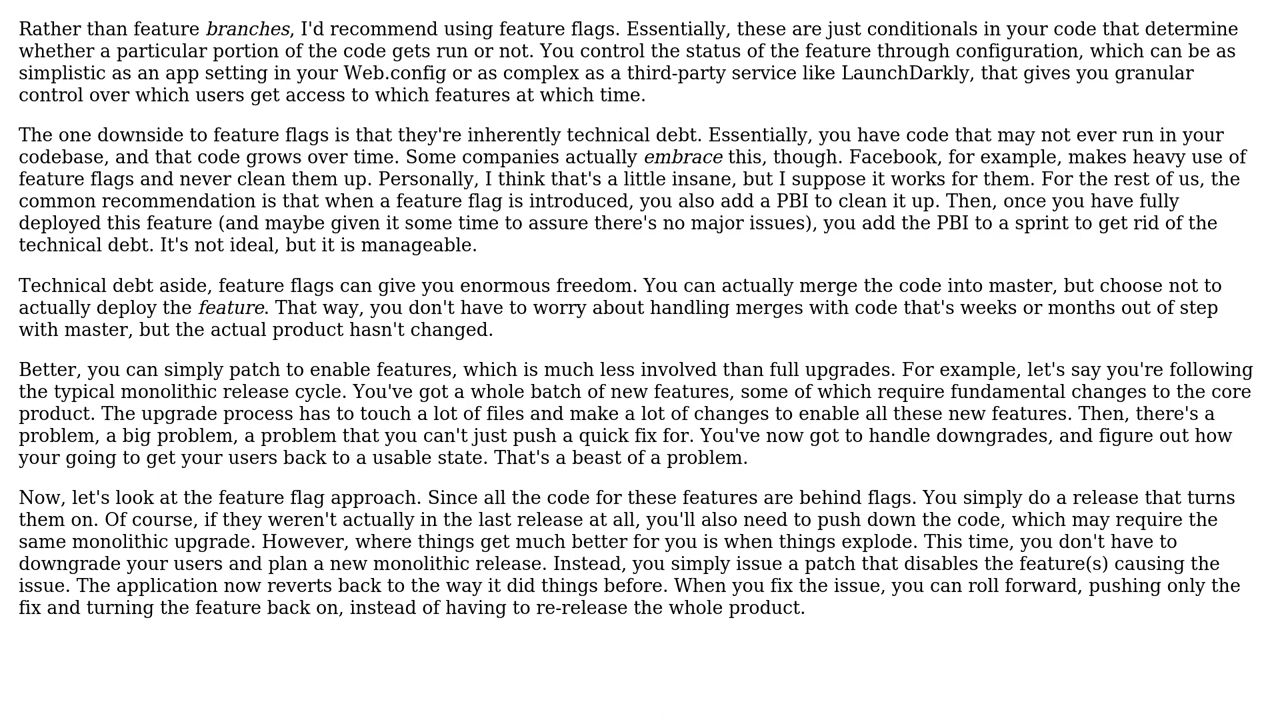 Rather than feature branches, I'd recommend using feature flags. Essentially, these are just conditionals in your code that determine
whether a particular portion of the code gets run or not. You control the status of the feature through configuration, which can be as
simplistic as an app setting in your Web.config or as complex as a third-party service like LaunchDarkly, that gives you granular
control over which users get access to which features at which time.
The one downside to feature flags is that they're inherently technical debt. Essentially, you have code that may not ever run in your
codebase, and that code grows over time. Some companies actually embrace this, though. Facebook, for example, makes heavy use of
feature flags and never clean them up. Personally, I think that's a little insane, but I suppose it works for them. For the rest of us, the
common recommendation is that when a feature flag is introduced, you also add a PBI to clean it up. Then, once you have fully
deployed this feature (and maybe given it some time to assure there's no major issues), you add the PBI to a sprint to get rid of the
technical debt. It's not ideal, but it is manageable.
Technical debt aside, feature flags can give you enormous freedom. You can actually merge the code into master, but choose not to
actually deploy the feature. That way, you don't have to worry about handling merges with code that's weeks or months out of step
with master, but the actual product hasn't changed.
Better, you can simply patch to enable features, which is much less involved than full upgrades. For example, let's say you're following
the typical monolithic release cycle. You've got a whole batch of new features, some of which require fundamental changes to the core
product. The upgrade process has to touch a lot of files and make a lot of changes to enable all these new features. Then, there's a
problem, a big problem, a problem that you can't just push a quick fix for. You've now got to handle downgrades, and figure out how
your going to get your users back to a usable state. That's a beast of a problem.
Now, let's look at the feature flag approach. Since all the code for these features are behind flags. You simply do a release that turns
them on. Of course, if they weren't actually in the last release at all, you'll also need to push down the code, which may require the
same monolithic upgrade. However, where things get much better for you is when things explode. This time, you don't have to
downgrade your users and plan a new monolithic release. Instead, you simply issue a patch that disables the feature(s) causing the
issue. The application now reverts back to the way it did things before. When you fix the issue, you can roll forward, pushing only the
fix and turning the feature back on, instead of having to re-release the whole product.